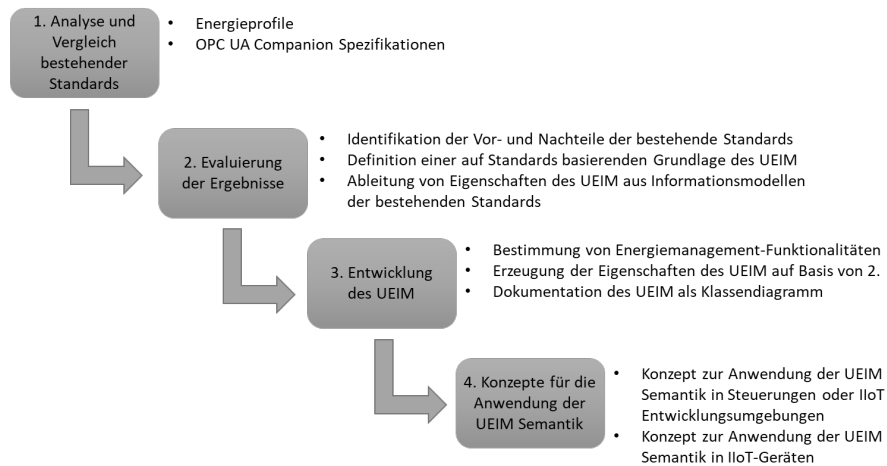 1. Analyse und
Vergleich
bestehender
Standards
• Energieprofile
• OPC UA Companion Spezifikationen
2. Evaluierung
der Ergebnisse
• Identifikation der Vor- und Nachteile der bestehende Standards
• Definition einer auf Standards basierenden Grundlage des UEIM
• Ableitung von Eigenschaften des UEIM aus Informationsmodellen
der bestehenden Standards
3. Entwicklung
des UEIM
• Bestimmung von Energiemanagement-Funktionalitäten
• Erzeugung der Eigenschaften des UEIM auf Basis von 2.
• Dokumentation des UEIM als Klassendiagramm
4. Konzepte für die
Anwendung der
UEIM Semantik
• Konzept zur Anwendung der UEIM
Semantik in Steuerungen oder IIoT
Entwicklungsumgebungen
• Konzept zur Anwendung der UEIM
Semantik in IIoT-Geräten